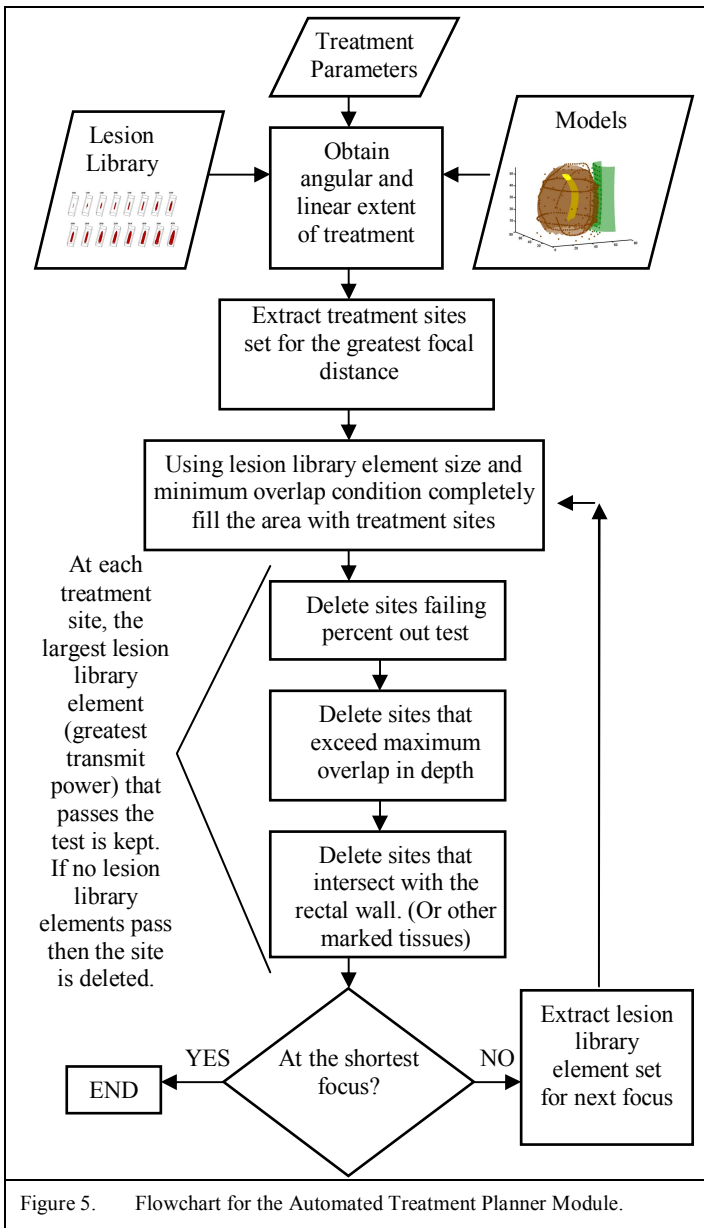 Treatment
Parameters
Lesion
Library
Obtain
angular and
linear extent
of treatment
Models
Extract treatment sites
set for the greatest focal
distance
Using lesion library element size and
minimum overlap condition completely
fill the area with treatment sites
At each
treatment
site, the
largest lesion
library
element
(greatest
transmit
power) that
passes the
test is kept.
If no lesion
library
elements pass
then the site
is deleted.
Delete sites failing
percent out test
Delete sites that
exceed maximum
overlap in depth
Delete sites that
intersect with the
rectal wall. (Or other
marked tissues)
At the shortest
focus?
YES
NO
END
Extract lesion
library
element set
for next focus
Figure 5. Flowchart for the Automated Treatment Planner Module.